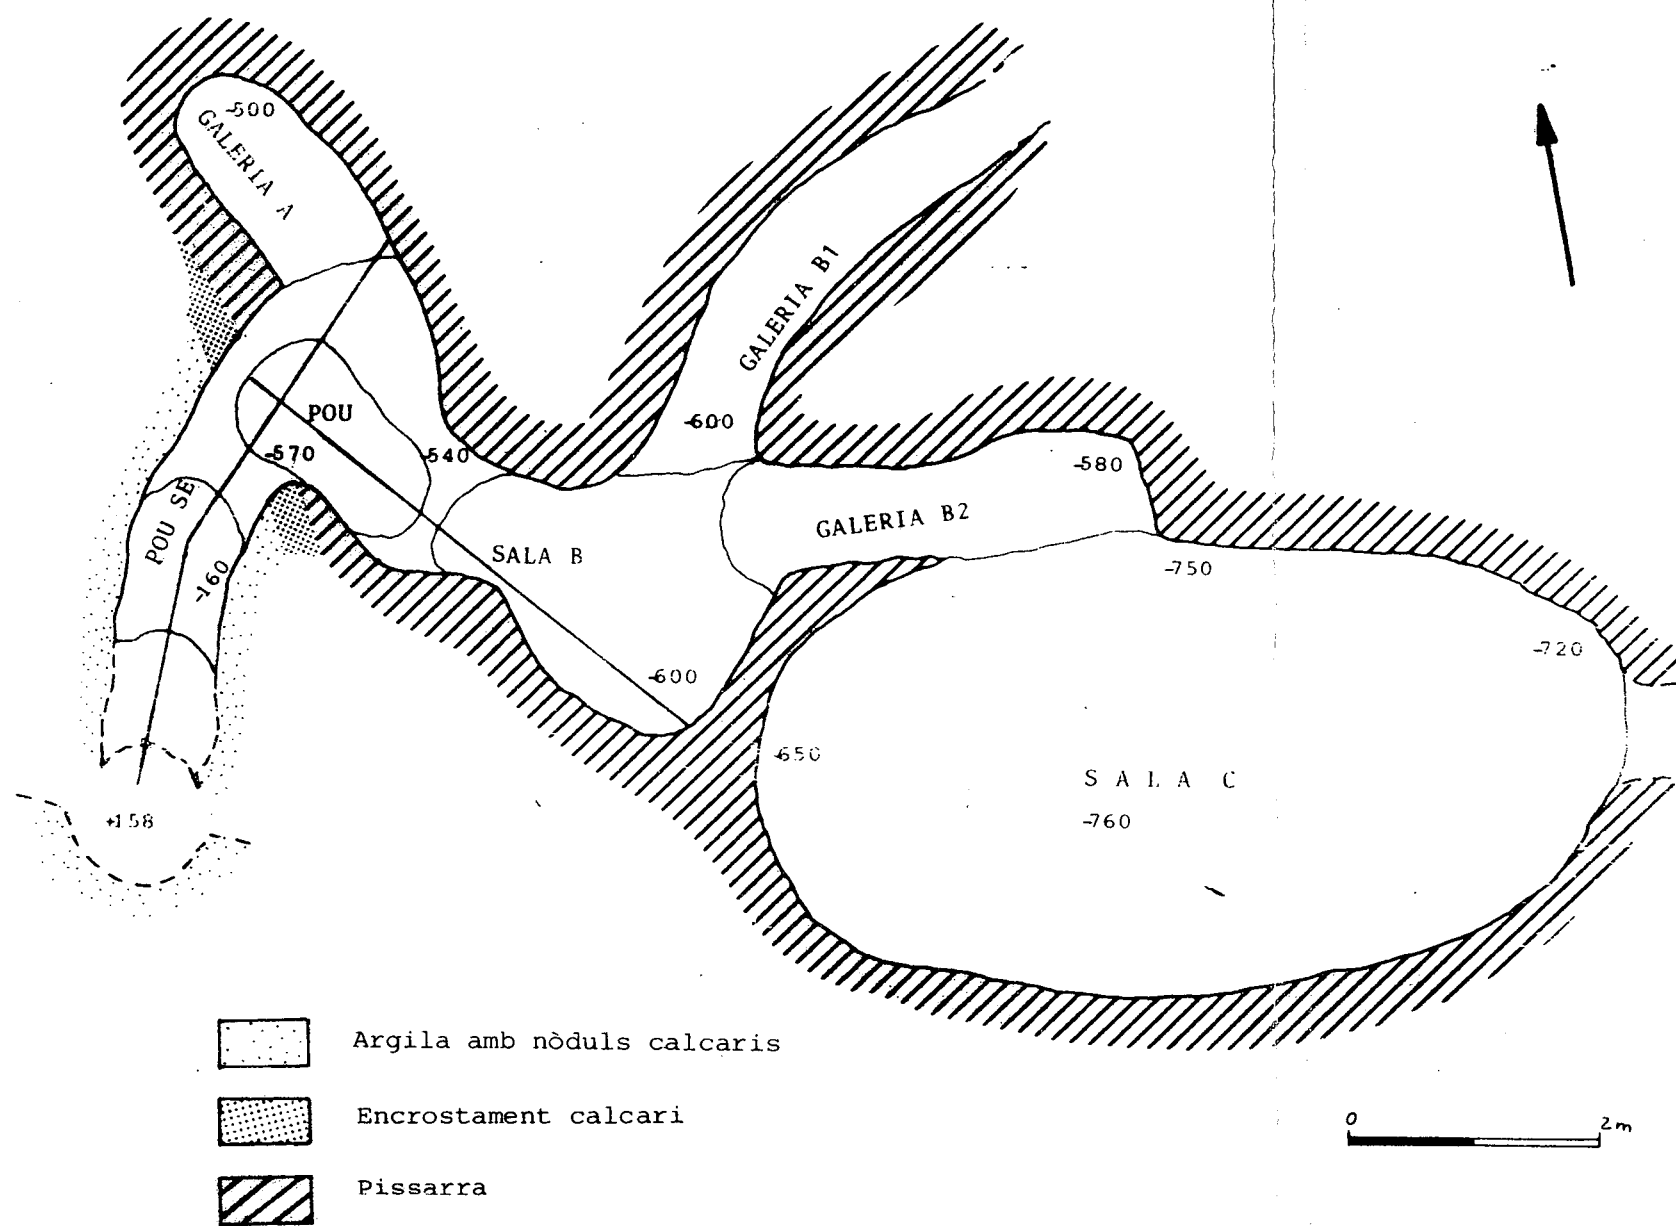 -500
GALERIA A
GALERIA B1
POU
-600
-570
-540
-580
POU SE
GALERIA B2
SALA B
-160
-750
-720
-600
-650
SALA C
-760
+158
Argila amb nòduls calcaris
Encrostament calcari
Pissarra
0 2m